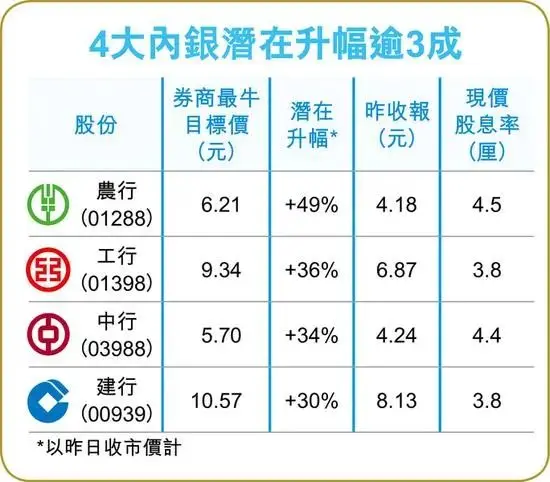 4大內銀潛在升幅逾3成
股份
券商最牛
目標價
(元)
潛在
升幅*
昨收報
(元)
現價
股息率
(厘)
農行
(01288)
6.21
+49%
4.18
4.5
工行
(01398)
9.34
+36%
6.87
3.8
中行
(03988)
5.70
+34%
4.24
4.4
建行
(00939)
10.57
+30%
8.13
3.8
*以昨日收市價計